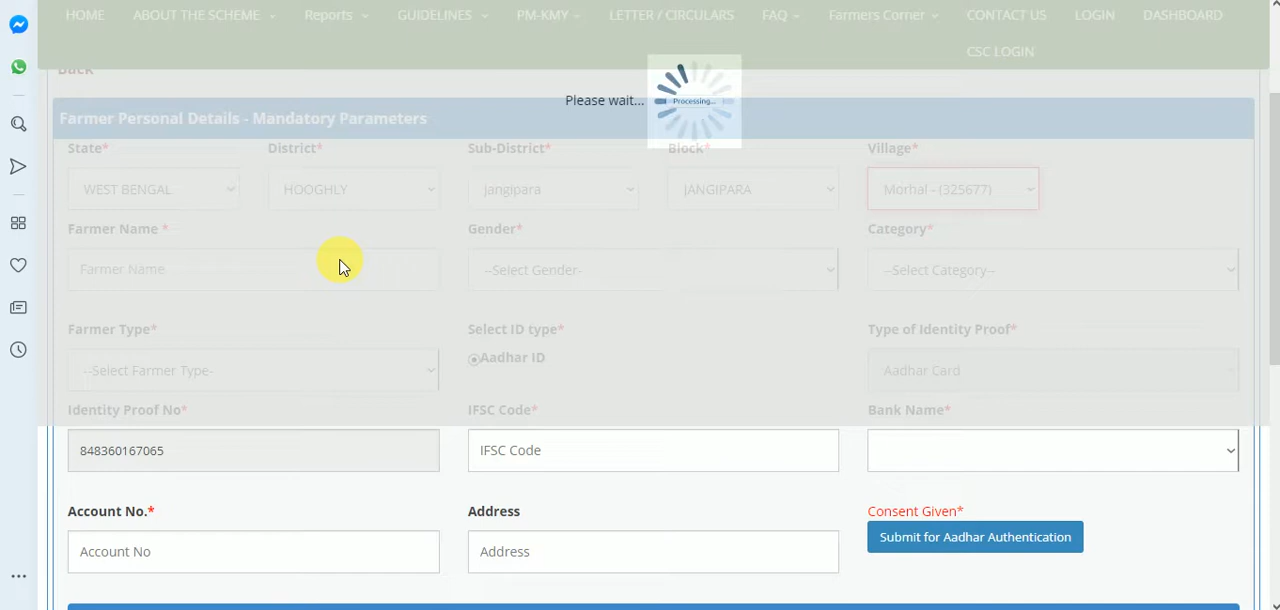 HOME ABOUT THE SCHEME Reports GUIDELINES PM-KMY LETTER / CIRCULARS FAQ Farmers Corner CONTACT US LOGIN DASHBOARD
CSC LOGIN
Back
Please wait... Processing...
Farmer Personal Details - Mandatory Parameters
State* District* Sub-District* Block* Village*
WEST BENGAL HOOGHLY Jangipara JANGIPARA Morhal - (325677)
Farmer Name * Gender* Category*
Farmer Name --Select Gender- --Select Category--
Farmer Type* Select ID type* Type of Identity Proof*
--Select Farmer Type- Aadhar ID Aadhar Card
Identity Proof No* IFSC Code* Bank Name*
848360167065 IFSC Code
Account No.* Address Consent Given*
Account No Address Submit for Aadhar Authentication